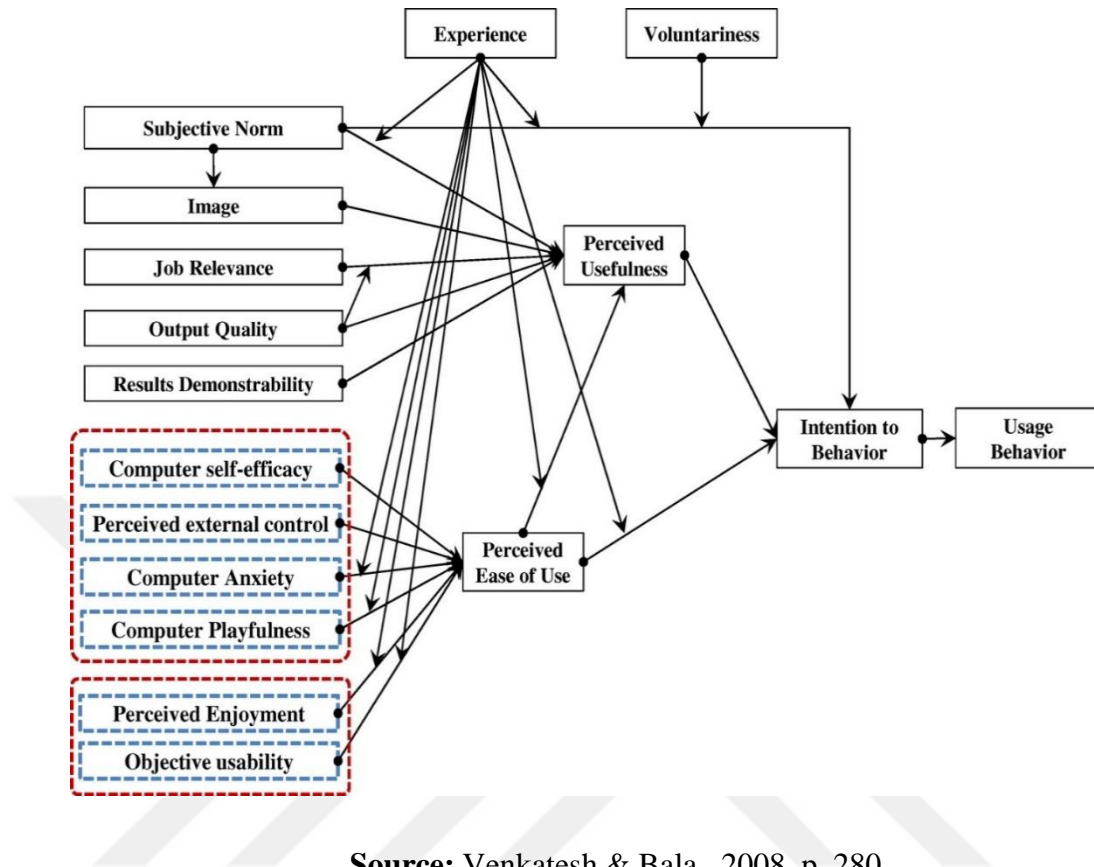 Experience
Voluntariness
Subjective Norm
Image
Job Relevance
Output Quality
Results Demonstrability
Perceived
Usefulness
Computer self-efficacy
Perceived external control
Computer Anxiety
Computer Playfulness
Perceived
Ease of Use
Intention to
Behavior
Usage
Behavior
Perceived Enjoyment
Objective usability
Source: Venkatesh & Bala., 2008, p. 280